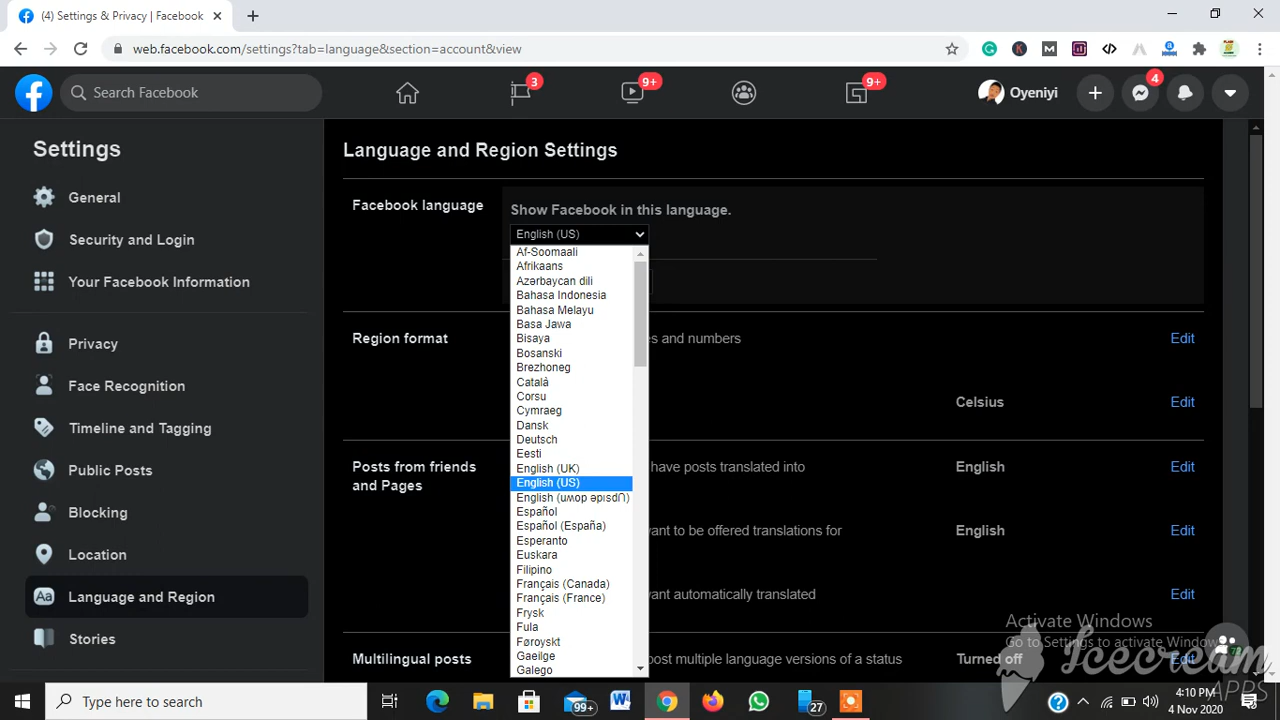 (4) Settings & Privacy | Facebook
web.facebook.com/settings?tab=language&section=account&view
Search Facebook
3
9+
9+
Oyeniyi
4
Settings
General
Security and Login
Your Facebook Information
Privacy
Face Recognition
Timeline and Tagging
Public Posts
Blocking
Location
Aa Language and Region
Stories
Language and Region Settings
Facebook language
Show Facebook in this language.
English (US)
Af-Soomaali
Afrikaans
Azərbaycan dili
Bahasa Indonesia
Bahasa Melayu
Basa Jawa
Bisaya
Bosanski
Brezhoneg
Català
Corsu
Cymraeg
Dansk
Deutsch
Eesti
English (UK)
English (US)
English (uʍop ǝpısdՈ)
Español
Español (España)
Esperanto
Euskara
Filipino
Français (Canada)
Français (France)
Frysk
Fula
Føroyskt
Gaeilge
Galego
Region format
es and numbers
Edit
Celsius
Edit
Posts from friends
and Pages
have posts translated into
English
Edit
ant to be offered translations for
English
Edit
ant automatically translated
Edit
Multilingual posts
post multiple language versions of a status
Turned off
Edit
Activate Windows
Go to Settings to activate Window
Icecream
APPS
Type here to search
99+
27
4:10 PM
4 Nov 2020